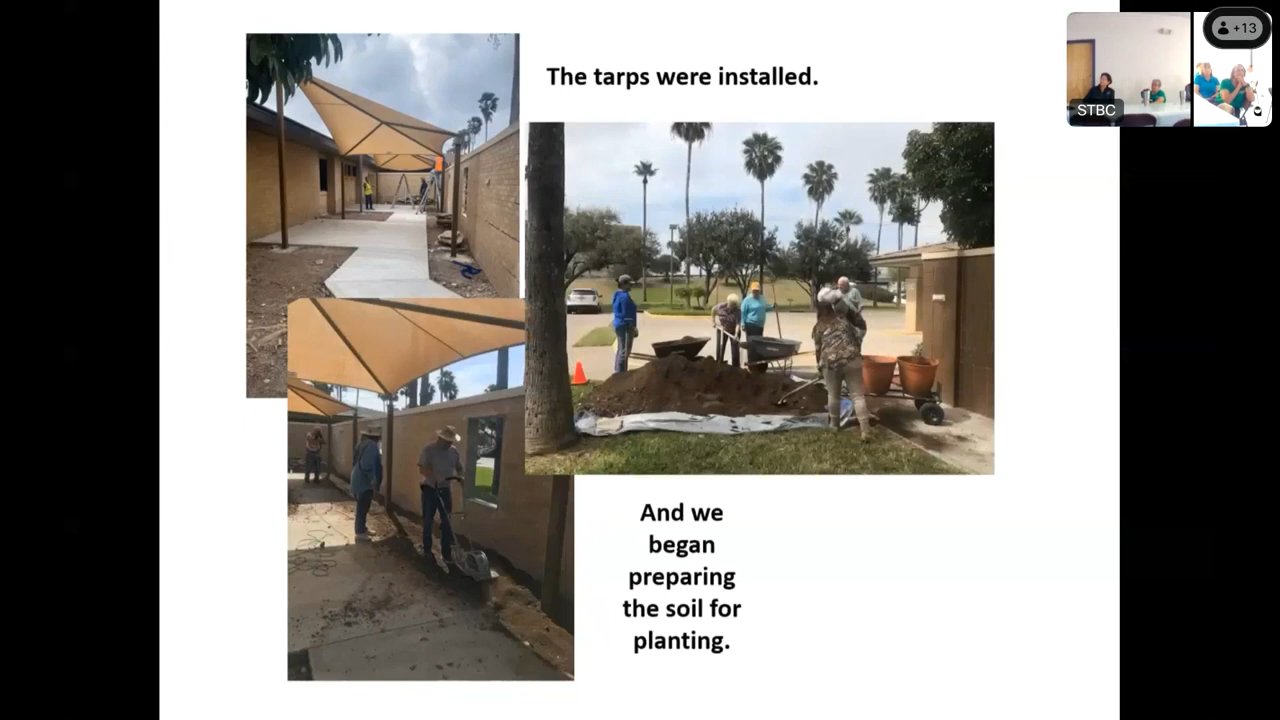 The tarps were installed.
+13
STBC
And we
began
preparing
the soil for
planting.